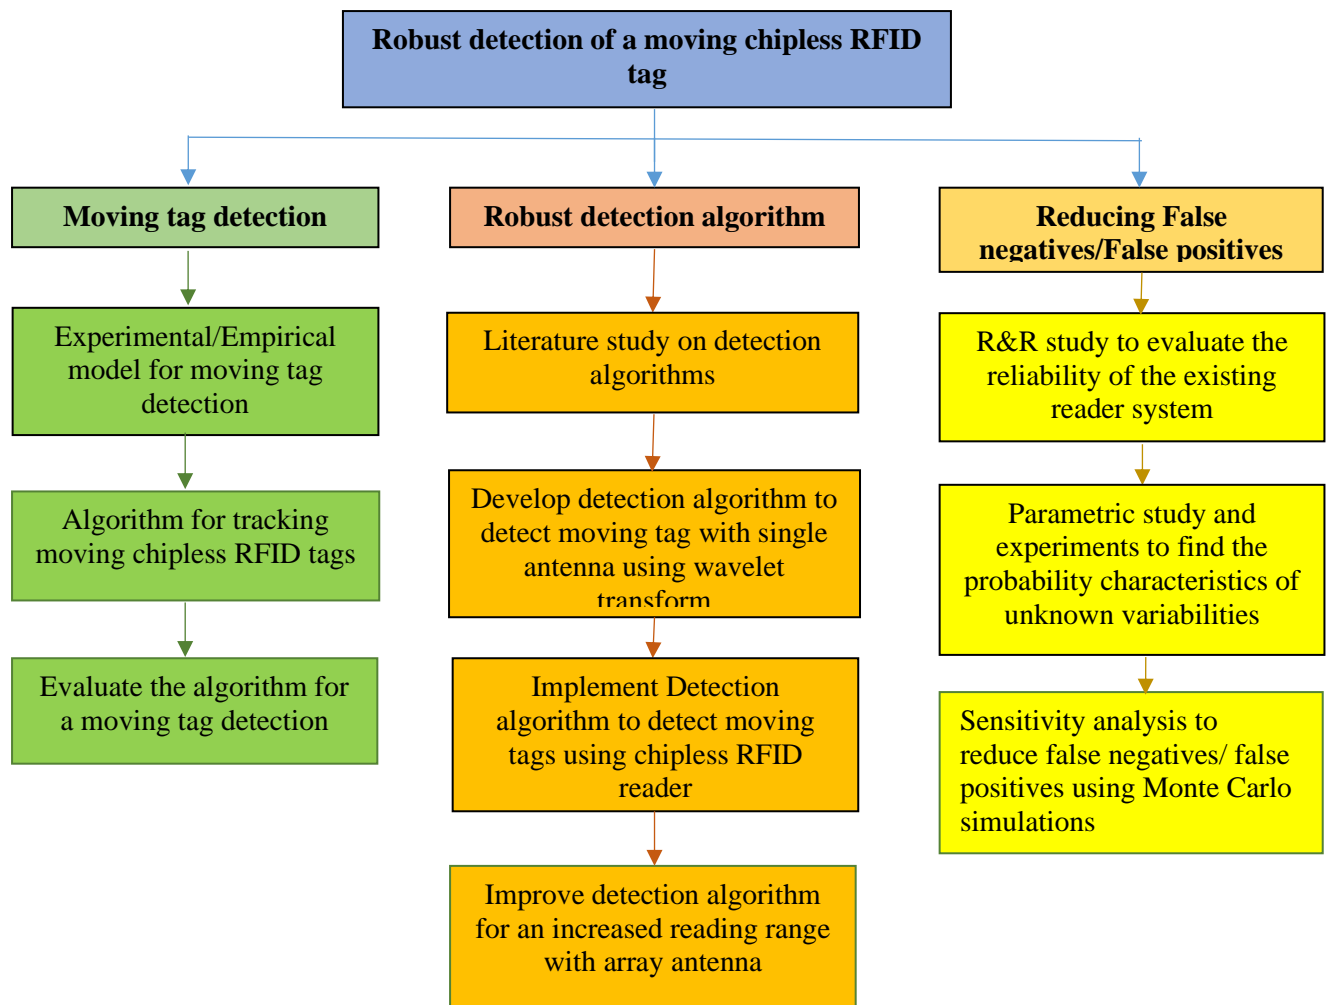 Robust detection of a moving chipless RFID
tag
Moving tag detection
Experimental/Empirical
model for moving tag
detection
Algorithm for tracking
moving chipless RFID tags
Evaluate the algorithm for
a moving tag detection
Robust detection algorithm
Literature study on detection
algorithms
Develop detection algorithm to
detect moving tag with single
antenna using wavelet
transform
Implement Detection
algorithm to detect moving
tags using chipless RFID
reader
Improve detection algorithm
for an increased reading range
with array antenna
Reducing False
negatives/False positives
R&R study to evaluate the
reliability of the existing
reader system
Parametric study and
experiments to find the
probability characteristics of
unknown variabilities
Sensitivity analysis to
reduce false negatives/ false
positives using Monte Carlo
simulations